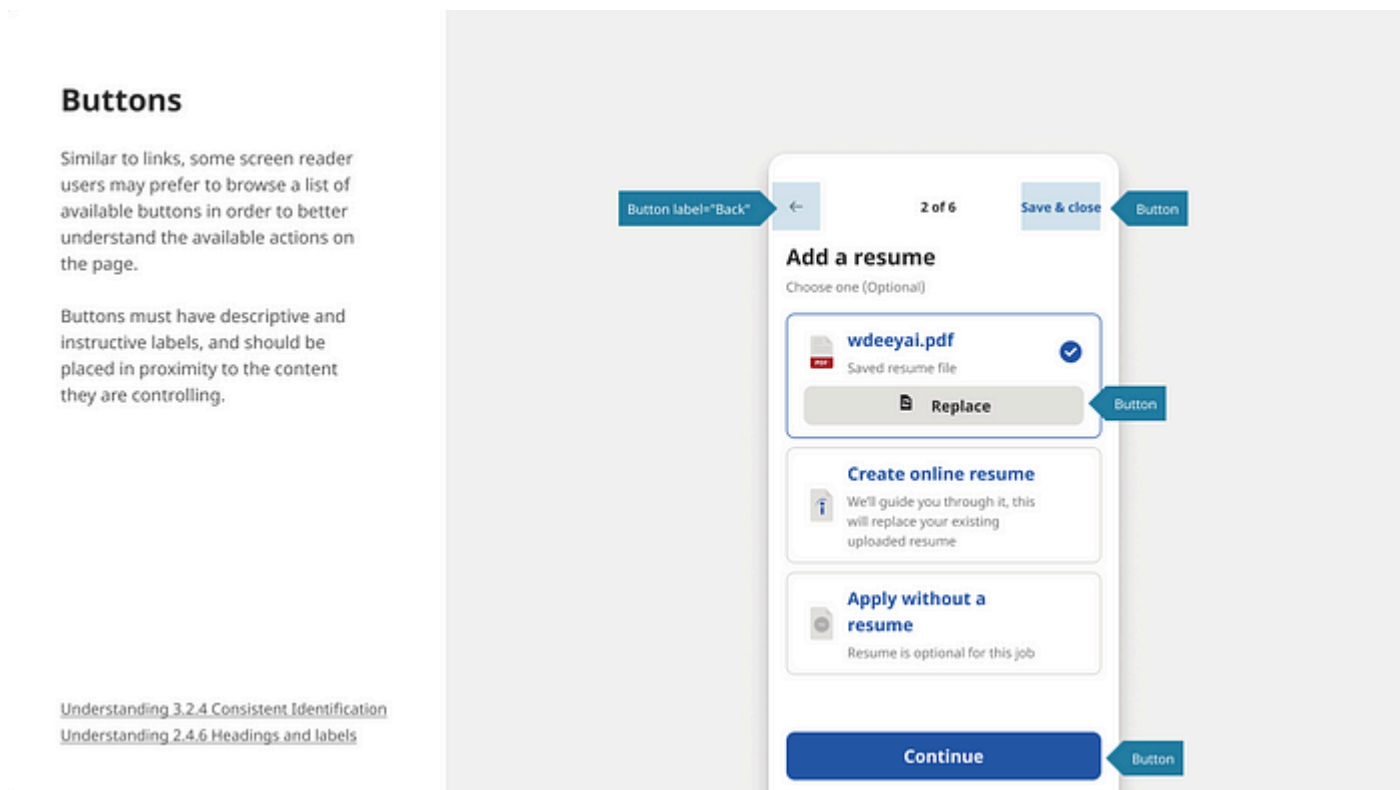 Buttons
Similar to links, some screen reader
users may prefer to browse a list of
available buttons in order to better
understand the available actions on
the page.
Buttons must have descriptive and
instructive labels, and should be
placed in proximity to the content
they are controlling.
Understanding 3.2.4 Consistent Identification
Understanding 2.4.6 Headings and labels
Button label="Back"
2 of 6
Save & close
Button
Add a resume
Choose one (Optional)
wdeeyai.pdf
PDF
Saved resume file
Replace
Button
Create online resume
We'll guide you through it, this
will replace your existing
uploaded resume
Apply without a
resume
Resume is optional for this job
Continue
Button